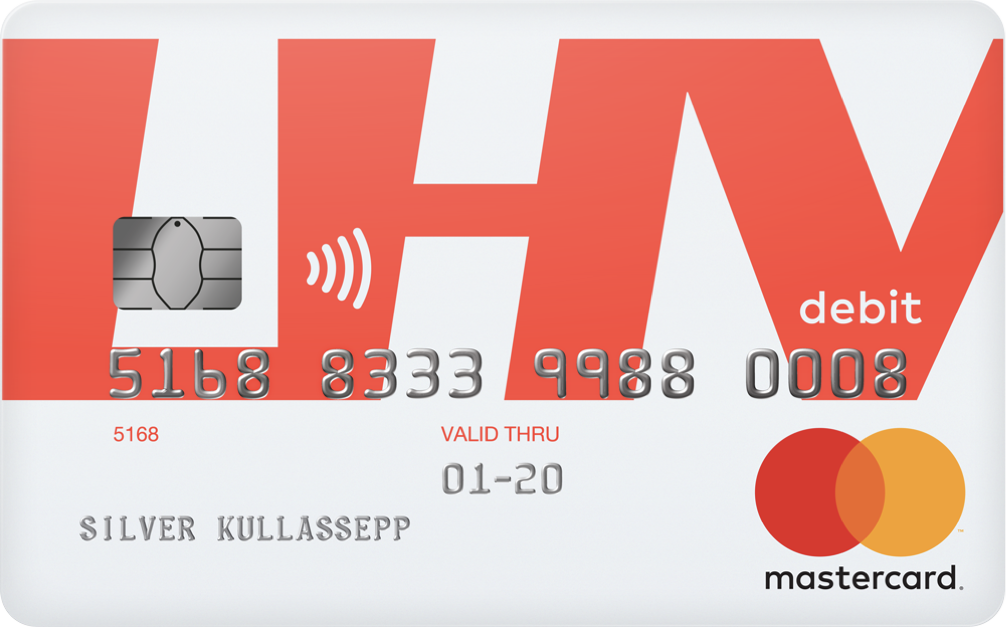 LHV
debit
5168 8333 9988 0008
5168 VALID THRU
01-20
SILVER KULLASSEPP
mastercard.